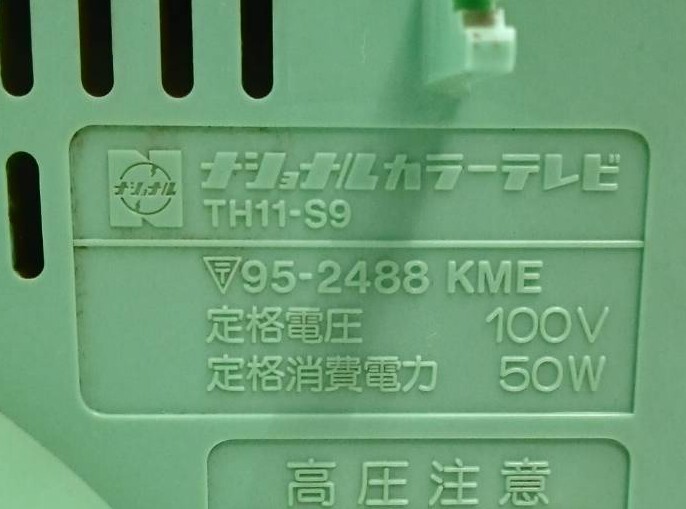 ナショナル
ナショナルカラーテレビ
TH11-S9
〒95-2488 KME
定格電圧 100V
定格消費電力 50W
高圧注意